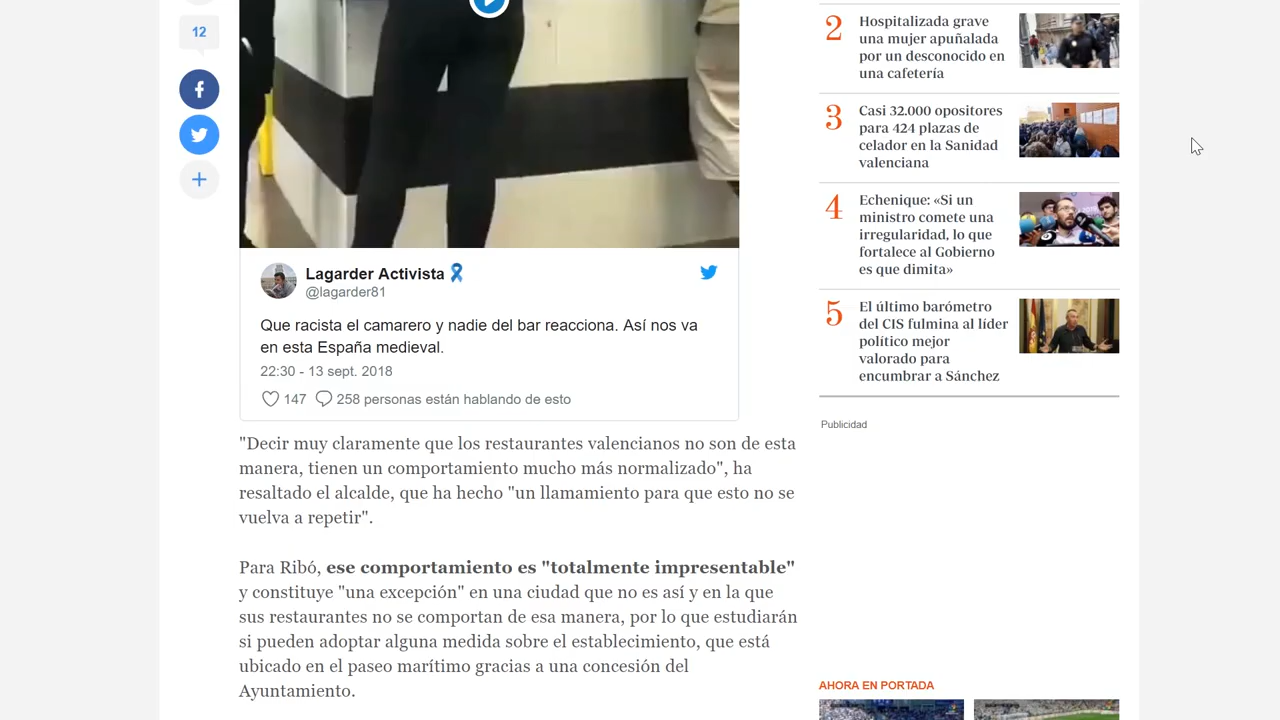 12
Lagarder Activista
@lagarder81
Que racista el camarero y nadie del bar reacciona. Así nos va
en esta España medieval.
22:30 - 13 sept. 2018
147
258 personas están hablando de esto
"Decir muy claramente que los restaurantes valencianos no son de esta
manera, tienen un comportamiento mucho más normalizado", ha
resaltado el alcalde, que ha hecho "un llamamiento para que esto no se
vuelva a repetir".
Para Ribó, ese comportamiento es "totalmente impresentable"
y constituye "una excepción" en una ciudad que no es así y en la que
sus restaurantes no se comportan de esa manera, por lo que estudiarán
si pueden adoptar alguna medida sobre el establecimiento, que está
ubicado en el paseo marítimo gracias a una concesión del
Ayuntamiento.
2
Hospitalizada grave
una mujer apuñalada
por un desconocido en
una cafetería
3
Casi 32.000 opositores
para 424 plazas de
celador en la Sanidad
valenciana
4
Echenique: «Si un
ministro comete una
irregularidad, lo que
fortalece al Gobierno
es que dimita»
5
El último barómetro
del CIS fulmina al líder
político mejor
valorado para
encumbrar a Sánchez
Publicidad
AHORA EN PORTADA